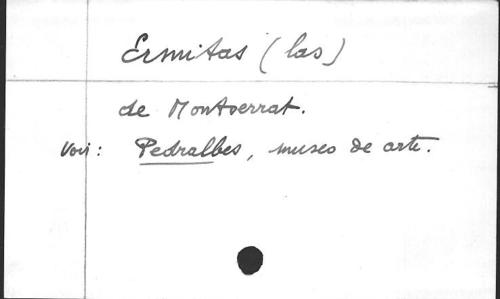 Ermitas (las)
de Montserrat.
Voir : Pedralbes, museo de arte.